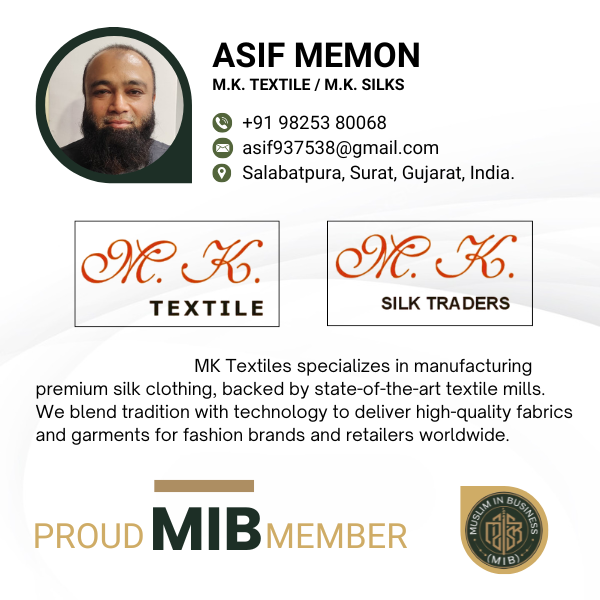 ASIF MEMON
M.K. TEXTILE / M.K. SILKS
+91 98253 80068
asif937538@gmail.com
Salabatpura, Surat, Gujarat, India.
M. K.
TEXTILE
M. K.
SILK TRADERS
MK Textiles specializes in manufacturing
premium silk clothing, backed by state-of-the-art textile mills.
We blend tradition with technology to deliver high-quality fabrics
and garments for fashion brands and retailers worldwide.
PROUD MIB MEMBER
MUSLIM IN BUSINESS
(MIB)